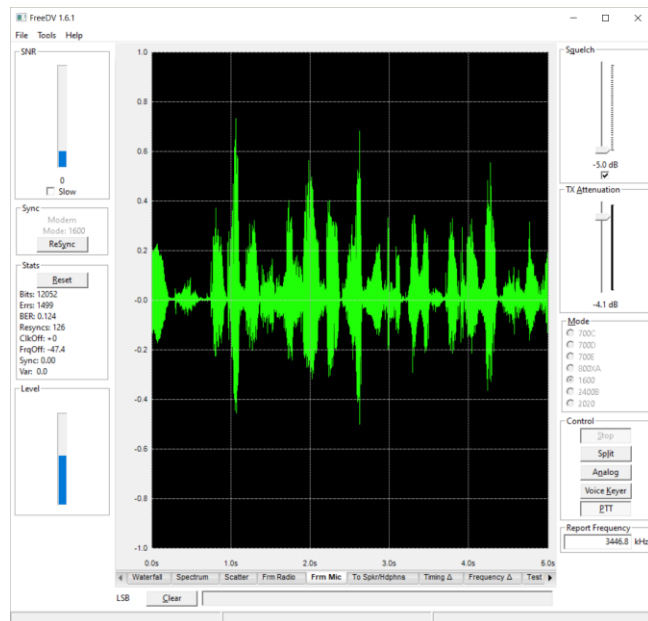 FreeDV 1.6.1
File Tools Help
SNR
0
Slow
Sync
Modem
Mode: 1600
ReSync
Stats
Reset
Bits: 12052
Errs: 1499
BER: 0.124
Resyncs: 126
ClkOff: +0
FrqOff: -47.4
Sync: 0.00
Var: 0.0
Level
1.0
0.8
0.6
0.4
0.2
-0.0
-0.2
-0.4
-0.6
-0.8
-1.0
0.0s 1.0s 2.0s 3.0s 4.0s 5.0s 6.0s
Waterfall Spectrum Scatter Frm Radio Frm Mic To Spkr/Hdphns Timing Δ Frequency Δ Test
LSB Clear
Squelch
-5.0 dB
TX Attenuation
-4.1 dB
Mode
700C
700D
700E
800XA
1600
2400B
2020
Control
Stop
Split
Analog
Voice Keyer
PTT
Report Frequency
3446.8 kHz